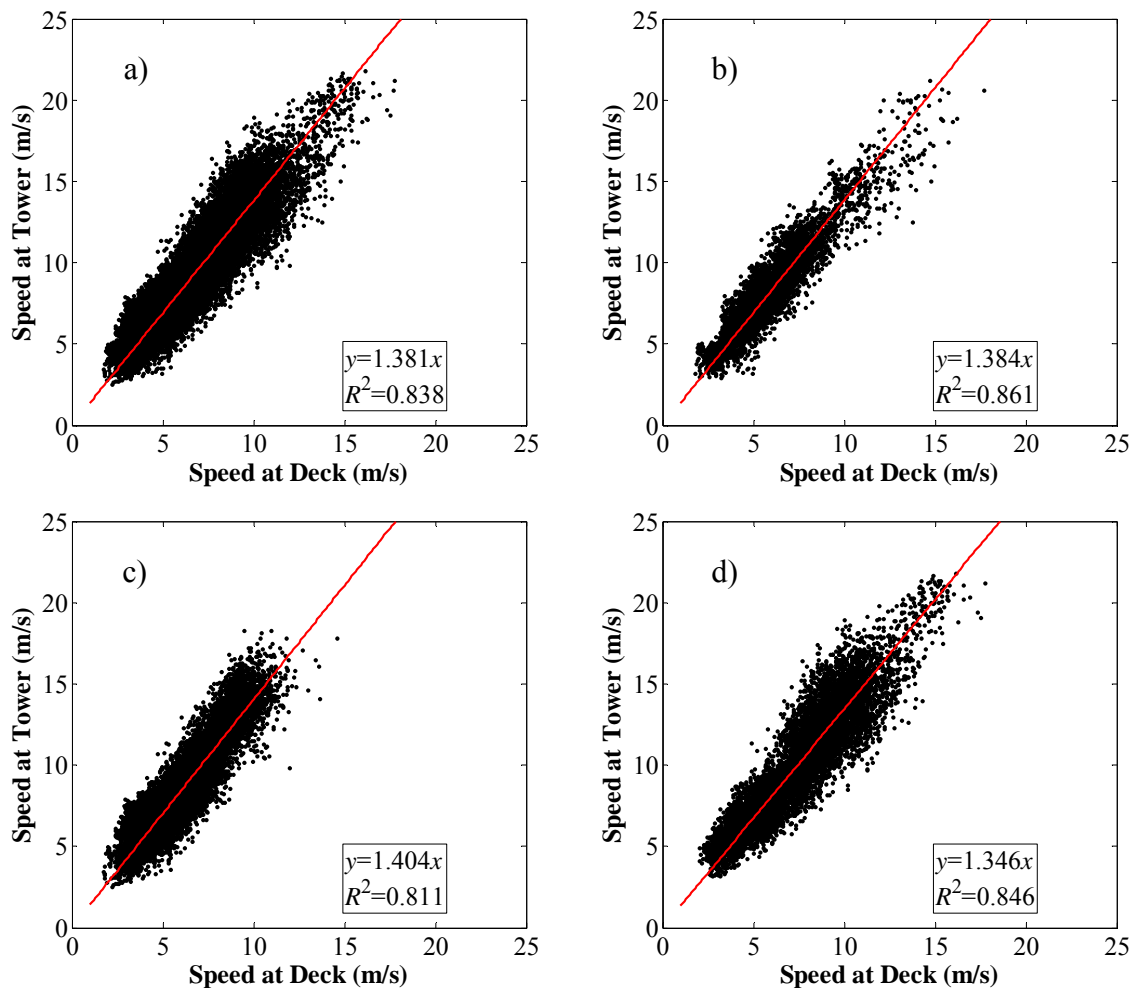 25
20
15
10
5
0
Speed at Tower (m/s)
a)
y=1.381x
R²=0.838
0 5 10 15 20 25
Speed at Deck (m/s)
25
20
15
10
5
0
Speed at Tower (m/s)
b)
y=1.384x
R²=0.861
0 5 10 15 20 25
Speed at Deck (m/s)
25
20
15
10
5
0
Speed at Tower (m/s)
c)
y=1.404x
R²=0.811
0 5 10 15 20 25
Speed at Deck (m/s)
25
20
15
10
5
0
Speed at Tower (m/s)
d)
y=1.346x
R²=0.846
0 5 10 15 20 25
Speed at Deck (m/s)